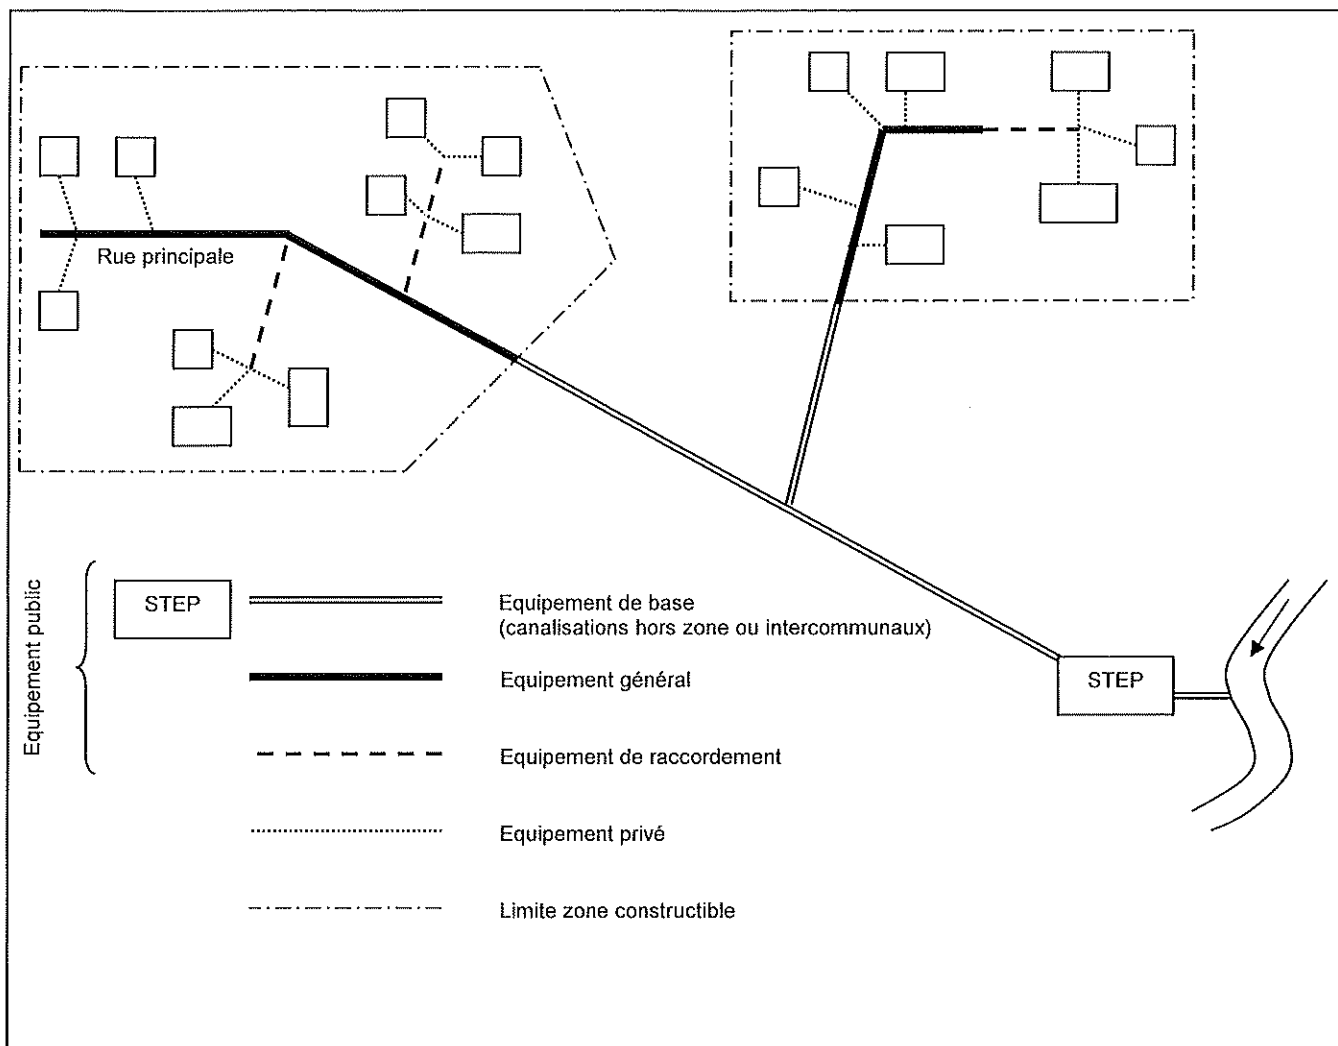 Rue principale
Equipement public
STEP
Equipement de base
(canalisations hors zone ou intercommunaux)
Equipement général
Equipement de raccordement
Equipement privé
Limite zone constructible
STEP